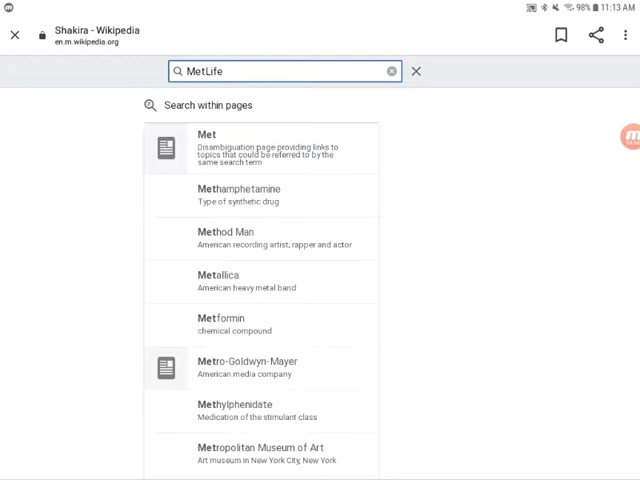 98% 11:13 AM
Shakira - Wikipedia
en.m.wikipedia.org
MetLife
Search within pages
Met
Disambiguation page providing links to
topics that could be referred to by the
same search term
Methamphetamine
Type of synthetic drug
Method Man
American recording artist; rapper and actor
Metallica
American heavy metal band
Metformin
chemical compound
Metro-Goldwyn-Mayer
American media company
Methylphenidate
Medication of the stimulant class
Metropolitan Museum of Art
Art museum in New York City, New York